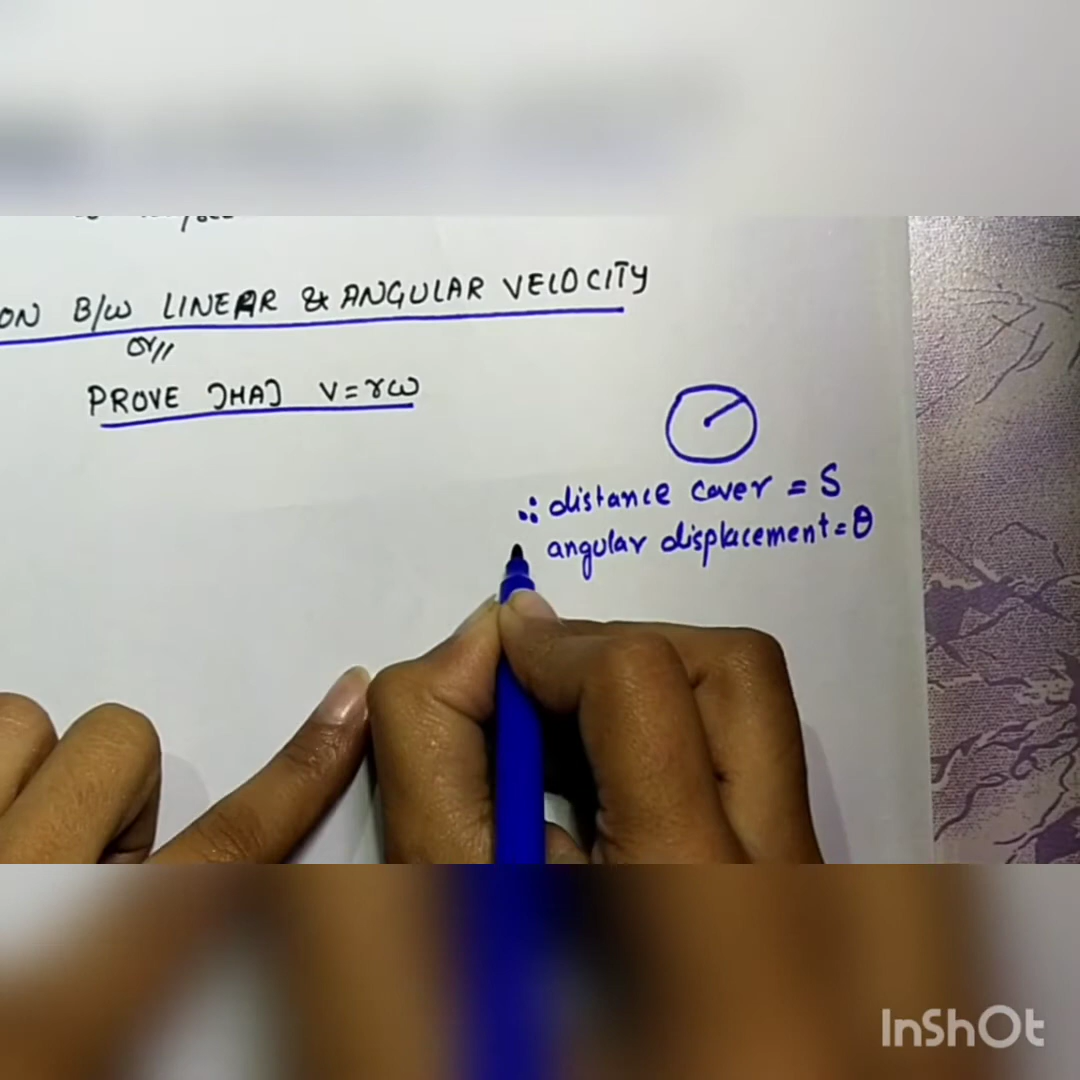 ON B/W LINEAR & ANGULAR VELOCITY
or//
PROVE THAT V=rω
∴ distance cover = S
angular displacement=θ
InShOt